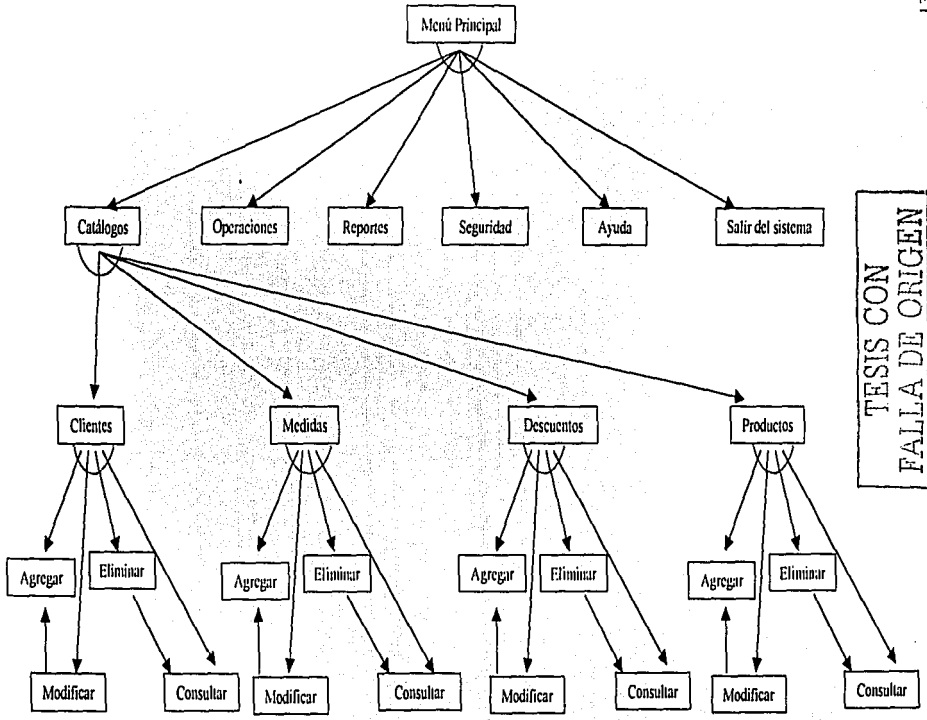 Menú Principal
Catálogos
Operaciones
Reportes
Seguridad
Ayuda
Salir del sistema
TESIS CON
FALLA DE ORIGEN
Clientes
Medidas
Descuentos
Productos
Agregar
Eliminar
Agregar
Eliminar
Agregar
Eliminar
Agregar
Eliminar
Modificar
Consultar
Modificar
Consultar
Modificar
Consultar
Modificar
Consultar